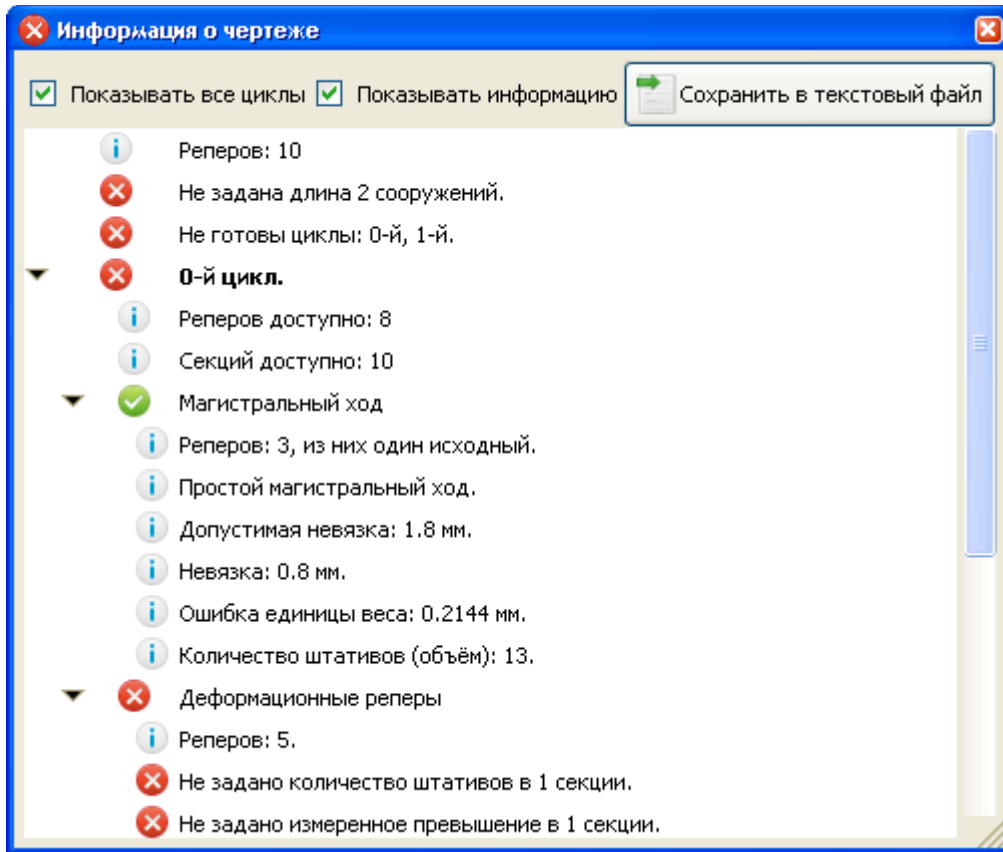 Информация о чертеже
Показывать все циклы Показывать информацию Сохранить в текстовый файл
Реперов: 10
Не задана длина 2 сооружений.
Не готовы циклы: 0-й, 1-й.
0-й цикл.
Реперов доступно: 8
Секций доступно: 10
Магистральный ход
Реперов: 3, из них один исходный.
Простой магистральный ход.
Допустимая невязка: 1.8 мм.
Невязка: 0.8 мм.
Ошибка единицы веса: 0.2144 мм.
Количество штативов (объём): 13.
Деформационные реперы
Реперов: 5.
Не задано количество штативов в 1 секции.
Не задано измеренное превышение в 1 секции.